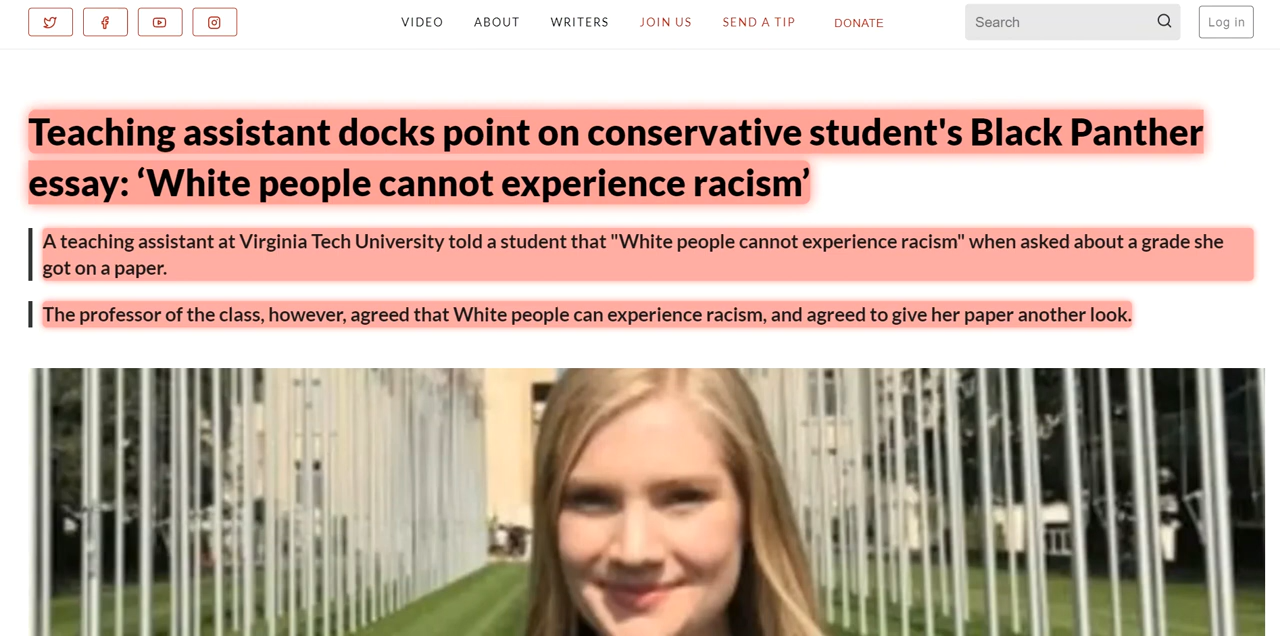 VIDEO ABOUT WRITERS JOIN US SEND A TIP DONATE Search Log in
Teaching assistant docks point on conservative student's Black Panther
essay: ‘White people cannot experience racism’
A teaching assistant at Virginia Tech University told a student that "White people cannot experience racism" when asked about a grade she
got on a paper.
The professor of the class, however, agreed that White people can experience racism, and agreed to give her paper another look.